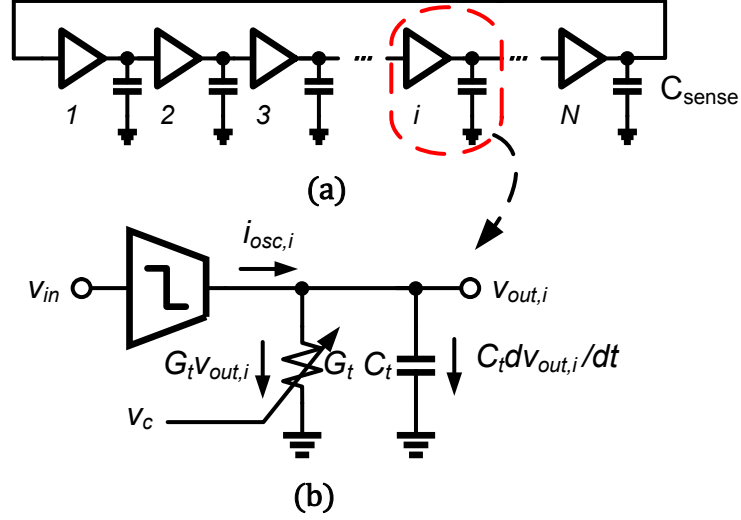 1 2 3 ... i ... N C_sense
(a)
i_osc,i
v_in v_out,i
G_t v_out,i G_t C_t C_t dv_out,i/dt
v_c
(b)